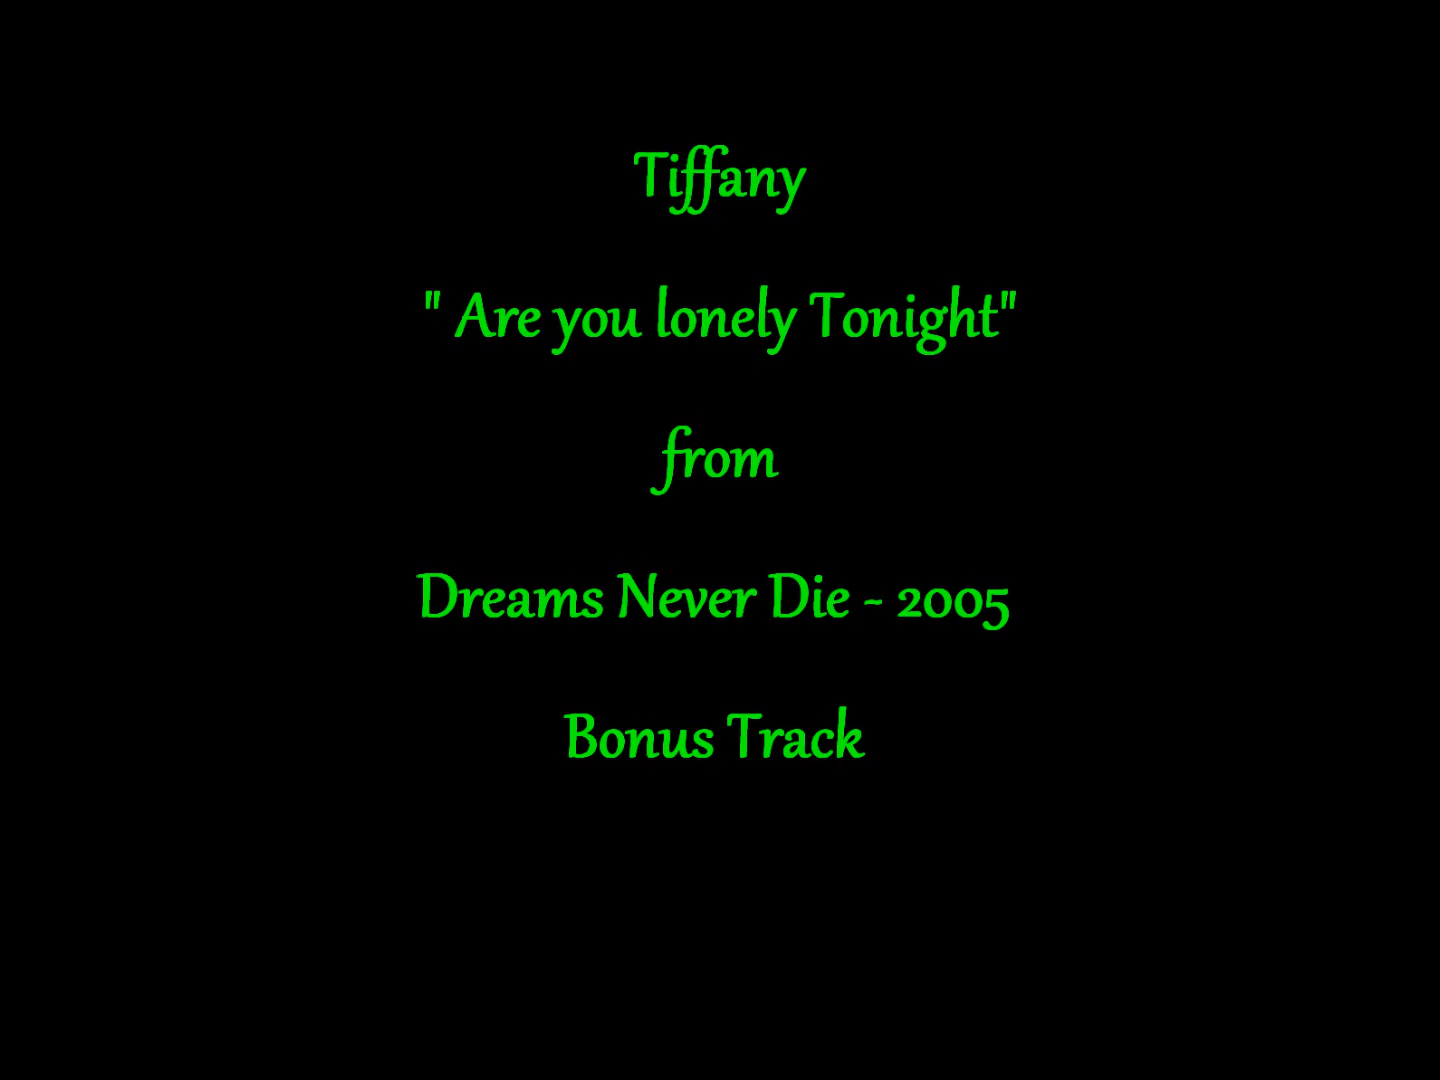 Tiffany
" Are you lonely Tonight"
from
Dreams Never Die - 2005
Bonus Track